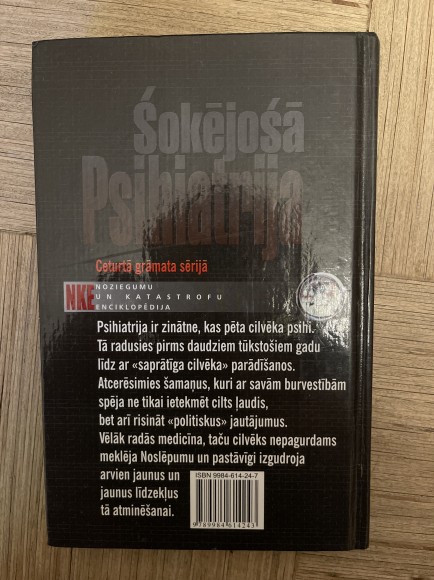 Šokējošā
Psihiatrija
Ceturtā grāmata sērijā
NKE
NOZIEGUMU
UN KATASTROFU
ENCIKLOPĒDIJA
Psihiatrija ir zinātne, kas pēta cilvēka psihi.
Tā radusies pirms daudziem tūkstošiem gadu
līdz ar «saprātīga cilvēka» parādīšanos.
Atcerēsimies šamaņus, kuri ar savām burvestībām
spēja ne tikai ietekmēt cilts ļaudis,
bet arī risināt «politiskus» jautājumus.
Vēlāk radās medicīna, taču cilvēks nepagurdams
meklēja Noslēpumu un pastāvīgi izgudroja
arvien jaunus un
jaunus līdzekļus
tā atminēšanai.
ISBN 9984-614-24-7
9 789984 614243